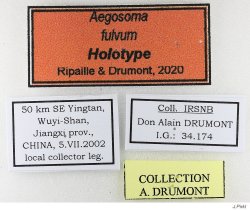 Aegosoma
fulvum
Holotype
Ripaille & Drumont, 2020
50 km SE Yingtan,
Wuyi-Shan,
Jiangxi prov.,
CHINA, 5.VII.2002
local collector leg.
Coll. IRSNB
Don Alain DRUMONT
I.G.: 34.174
COLLECTION
A. DRUMONT
J. Pláteš